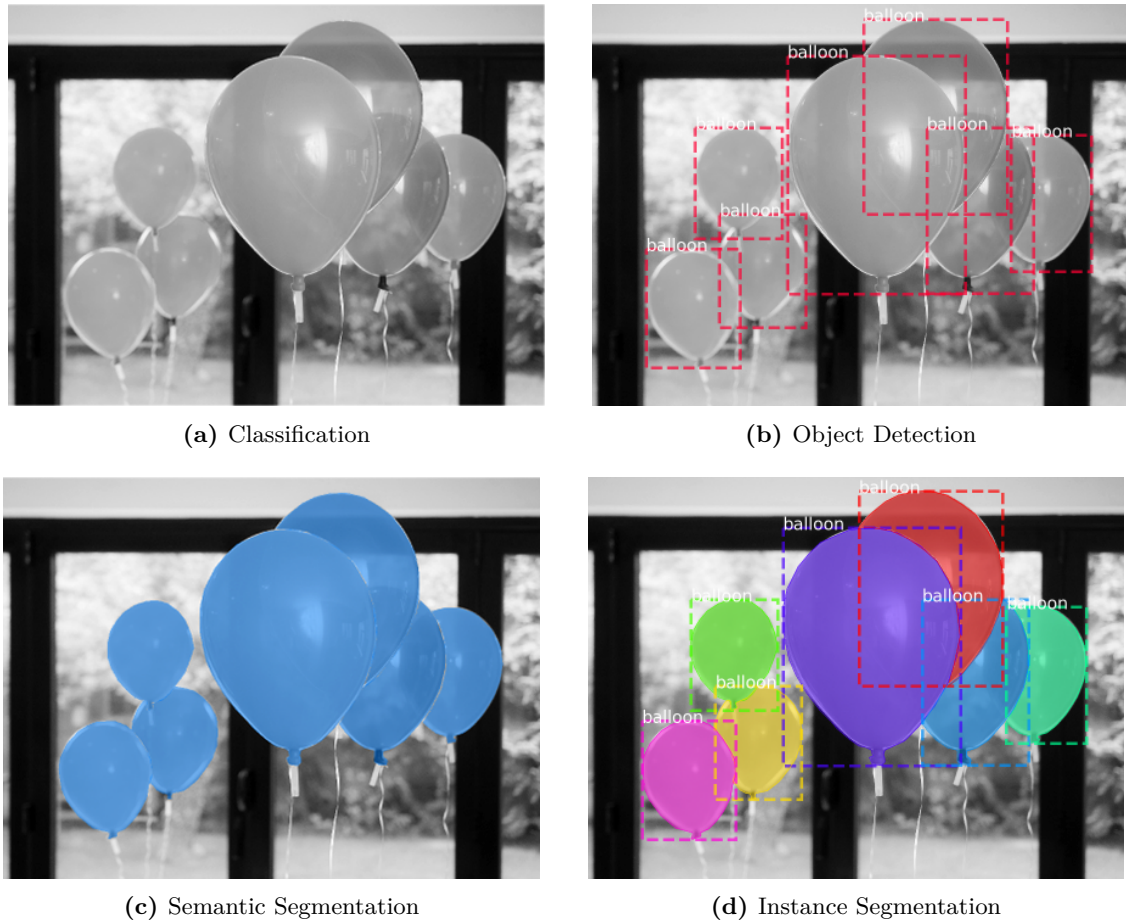 balloon
balloon
balloon
balloon
balloon
balloon
balloon
(a) Classification
(b) Object Detection
balloon
balloon
balloon
balloon
balloon
balloon
balloon
(c) Semantic Segmentation
(d) Instance Segmentation